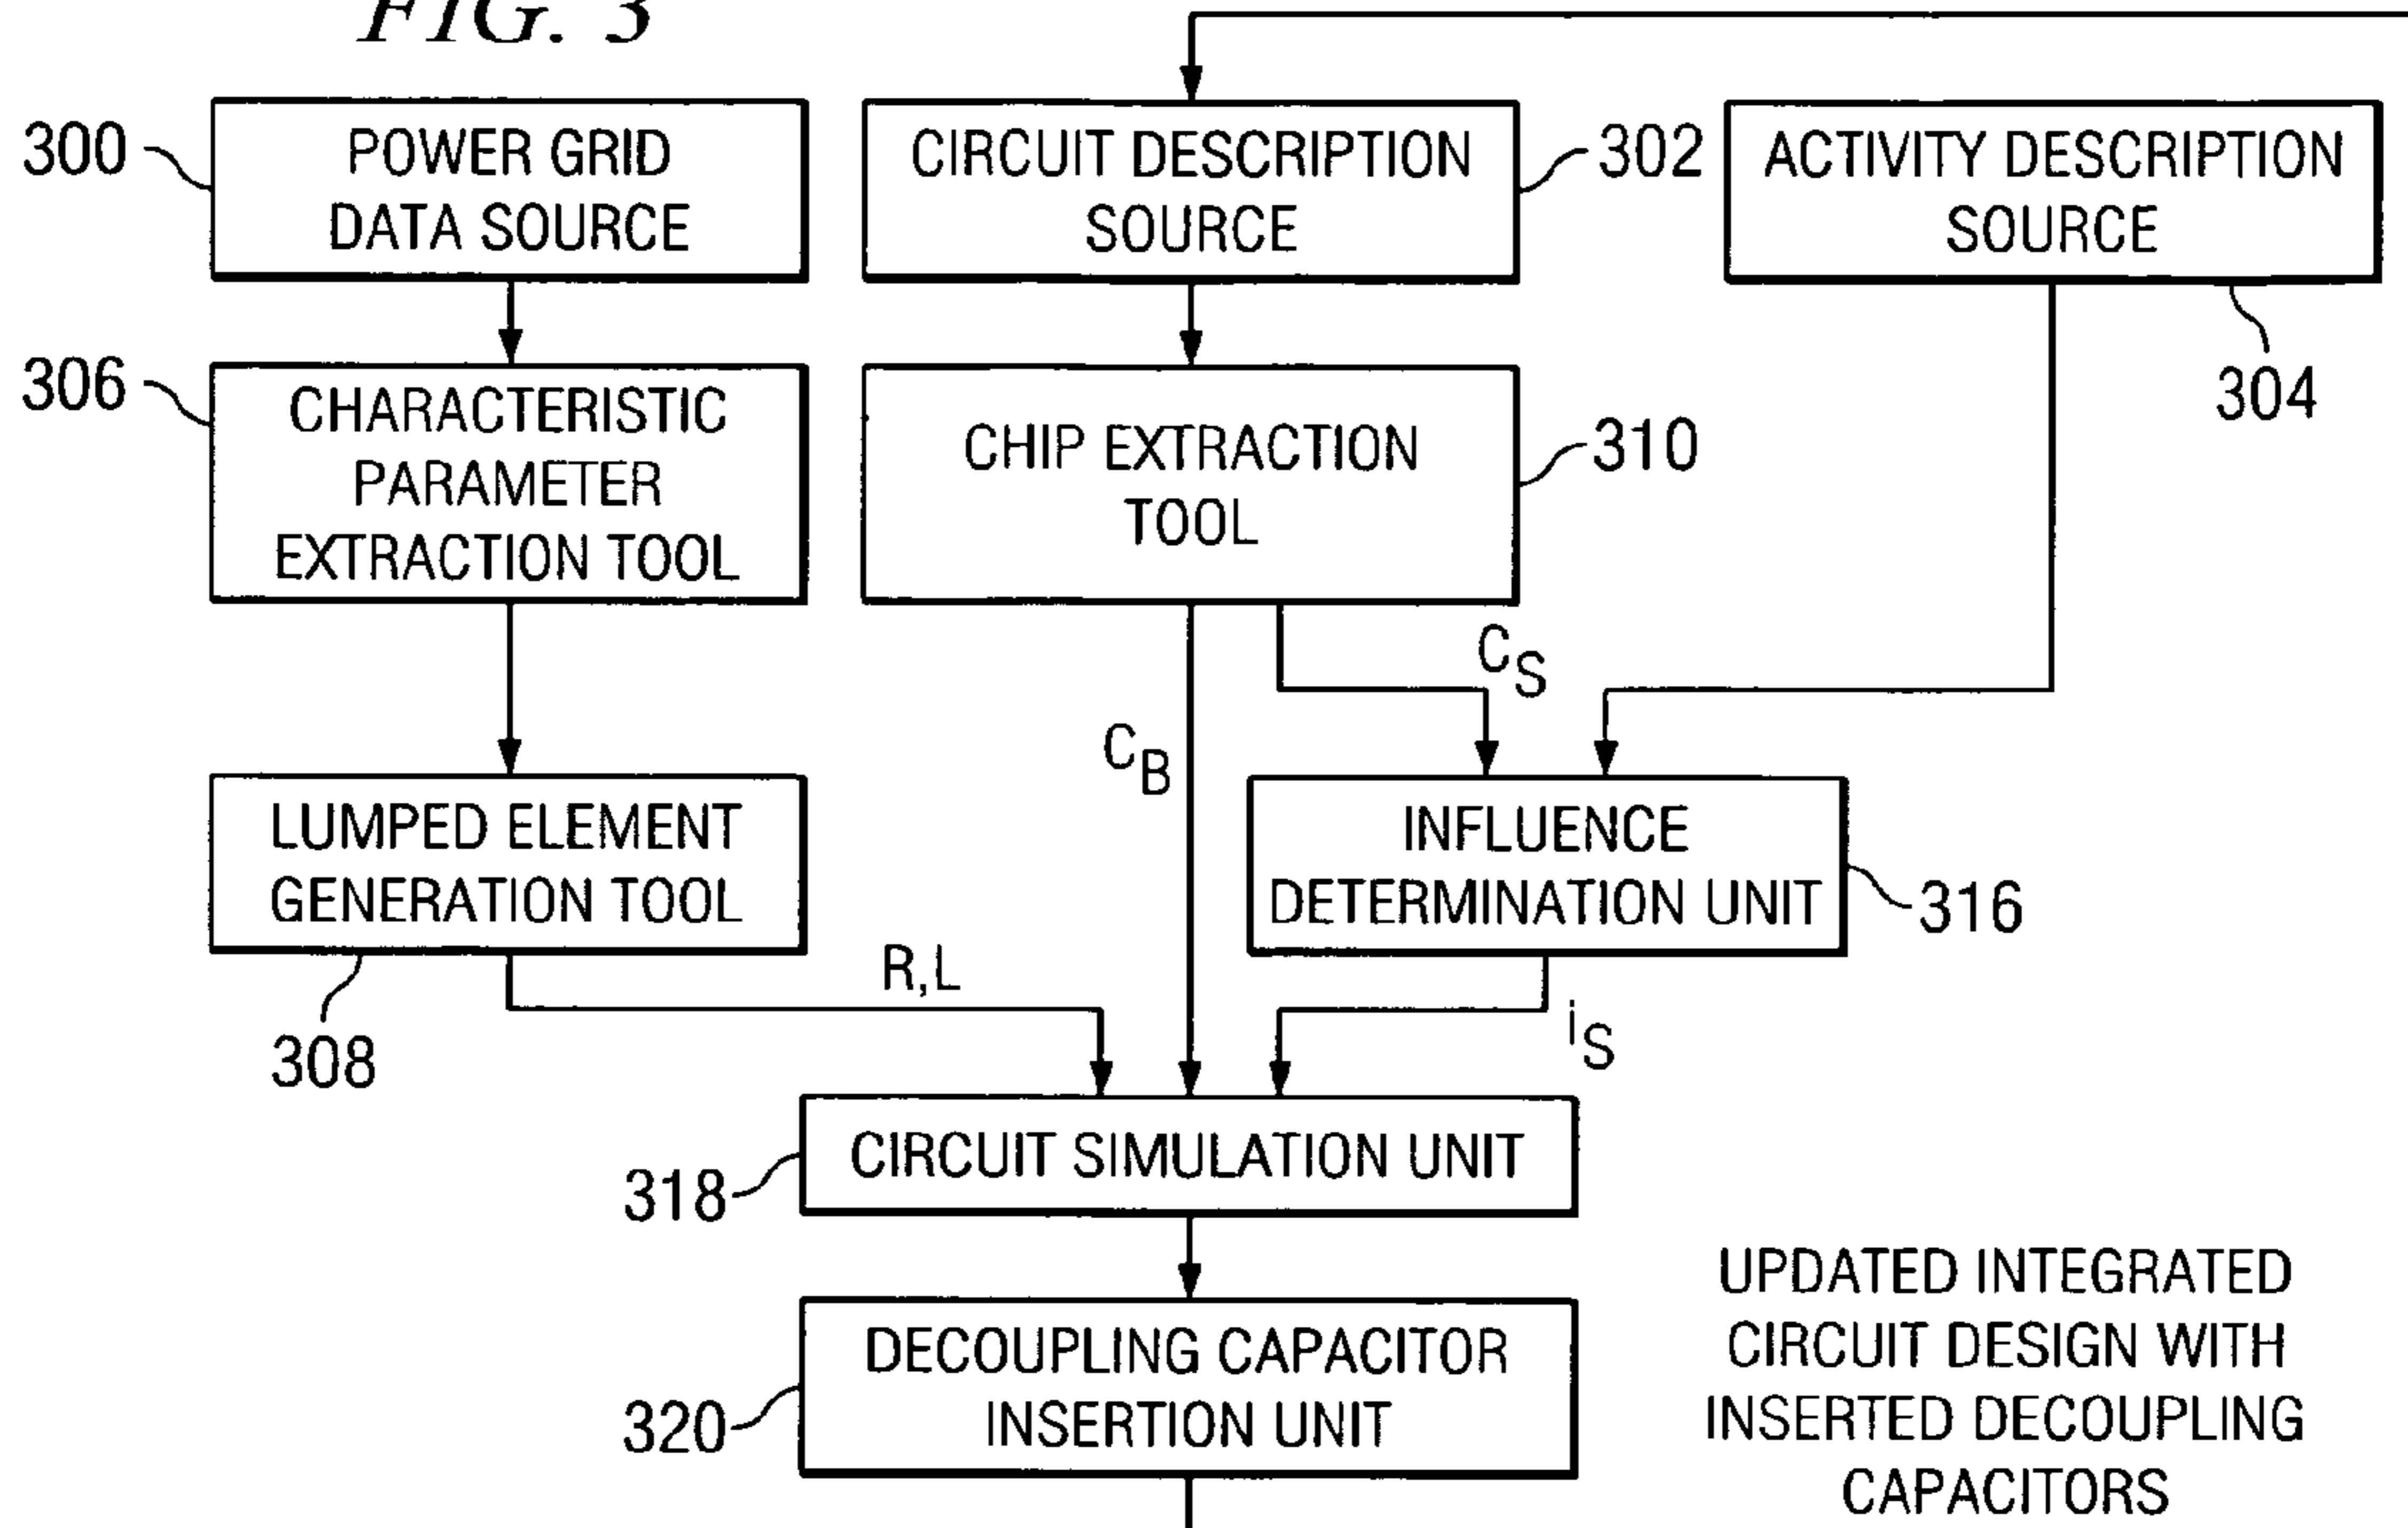 FIG. 3
300
POWER GRID
DATA SOURCE
CIRCUIT DESCRIPTION
SOURCE
302
ACTIVITY DESCRIPTION
SOURCE
304
306
CHARACTERISTIC
PARAMETER
EXTRACTION TOOL
CHIP EXTRACTION
TOOL
310
CS
CB
LUMPED ELEMENT
GENERATION TOOL
308
INFLUENCE
DETERMINATION UNIT
316
R,L
iS
CIRCUIT SIMULATION UNIT
318
DECOUPLING CAPACITOR
INSERTION UNIT
320
UPDATED INTEGRATED
CIRCUIT DESIGN WITH
INSERTED DECOUPLING
CAPACITORS